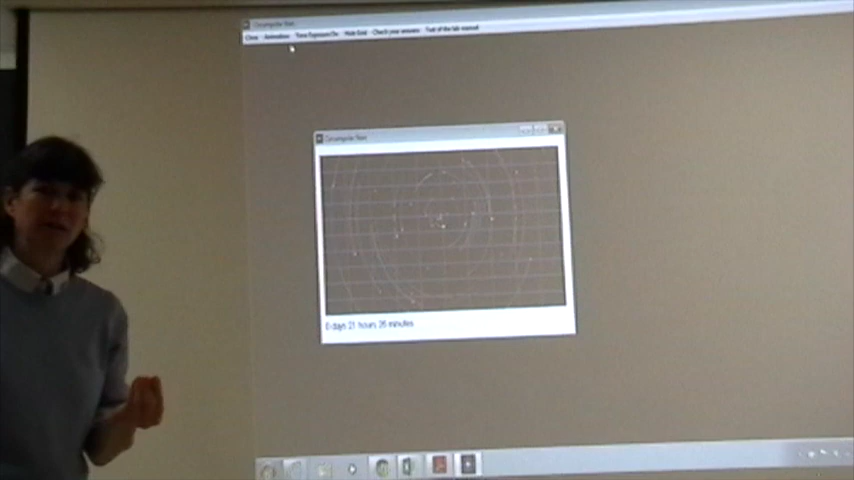 Circumpolar Stars
Close Animation Time Exposure On Hide Grid Check your answers Text of the lab manual
Circumpolar Stars
0 days 21 hours 26 minutes